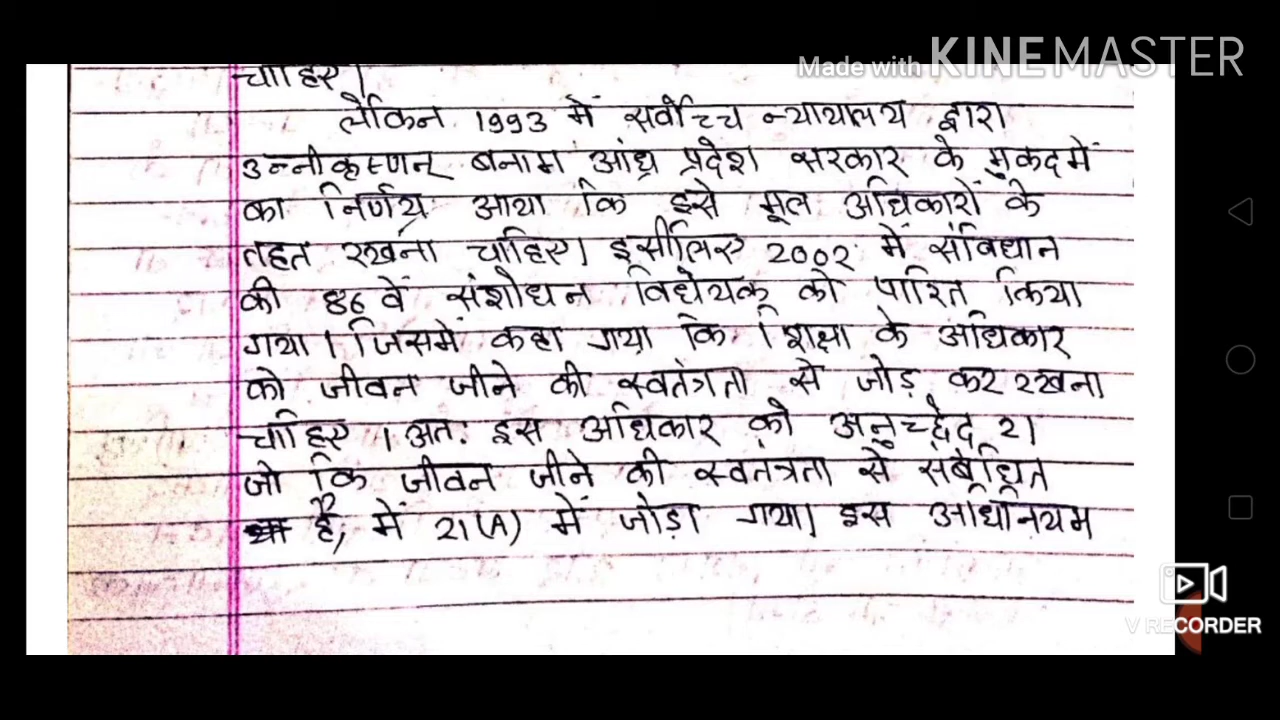 Made with KINEMASTER
चाहिए।
लेकिन 1993 में सर्वोच्च न्यायालय द्वारा
उन्नीकृष्णन् बनाम आंध्र प्रदेश सरकार के मुकदमें
का निर्णय आया कि इसे मूल अधिकारों के
तहत रखना चाहिए। इसीलिए 2002 में संविधान
की 86 वें संशोधन विधेयक को पारित किया
गया। जिसमें कहा गया कि शिक्षा के अधिकार
को जीवन जीने की स्वतंत्रता से जोड़ कर रखना
चाहिए। अतः इस अधिकार को अनुच्छेद 21
जो कि जीवन जीने की स्वतंत्रता से संबंधित
है, में 21(A) में जोड़ा गया। इस अधिनियम
V RECORDER